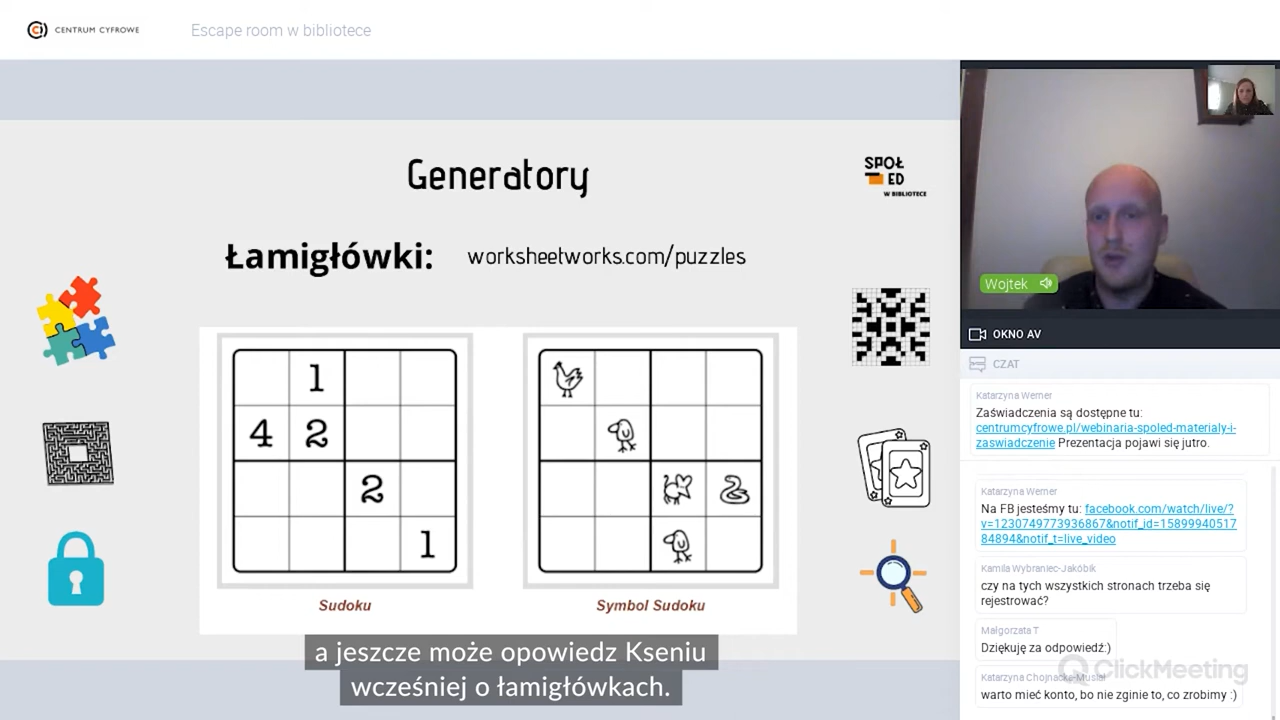 CENTRUM CYFROWE
Escape room w bibliotece
Generatory
SPOŁ
ED
W BIBLIOTECE
Łamigłówki: worksheetworks.com/puzzles
1
4 2
2
1
Sudoku
Symbol Sudoku
a jeszcze może opowiedz Kseniu
wcześniej o łamigłówkach.
Wojtek
OKNO AV
CZAT
Katarzyna Werner
Zaświadczenia są dostępne tu:
centrumcyfrowe.pl/webinaria-spoled-materialy-i-
zaswiadczenie Prezentacja pojawi się jutro.
Katarzyna Werner
Na FB jesteśmy tu: facebook.com/watch/live/?
v=1230749773936867&notif_id=15899940517
84894&notif_t=live_video
Kamila Wybraniec-Jakóbik
czy na tych wszystkich stronach trzeba się
rejestrować?
Małgorzata T
Dziękuję za odpowiedź:)
Katarzyna Chojnacka-Musiał
warto mieć konto, bo nie zginie to, co zrobimy :)
ClickMeeting